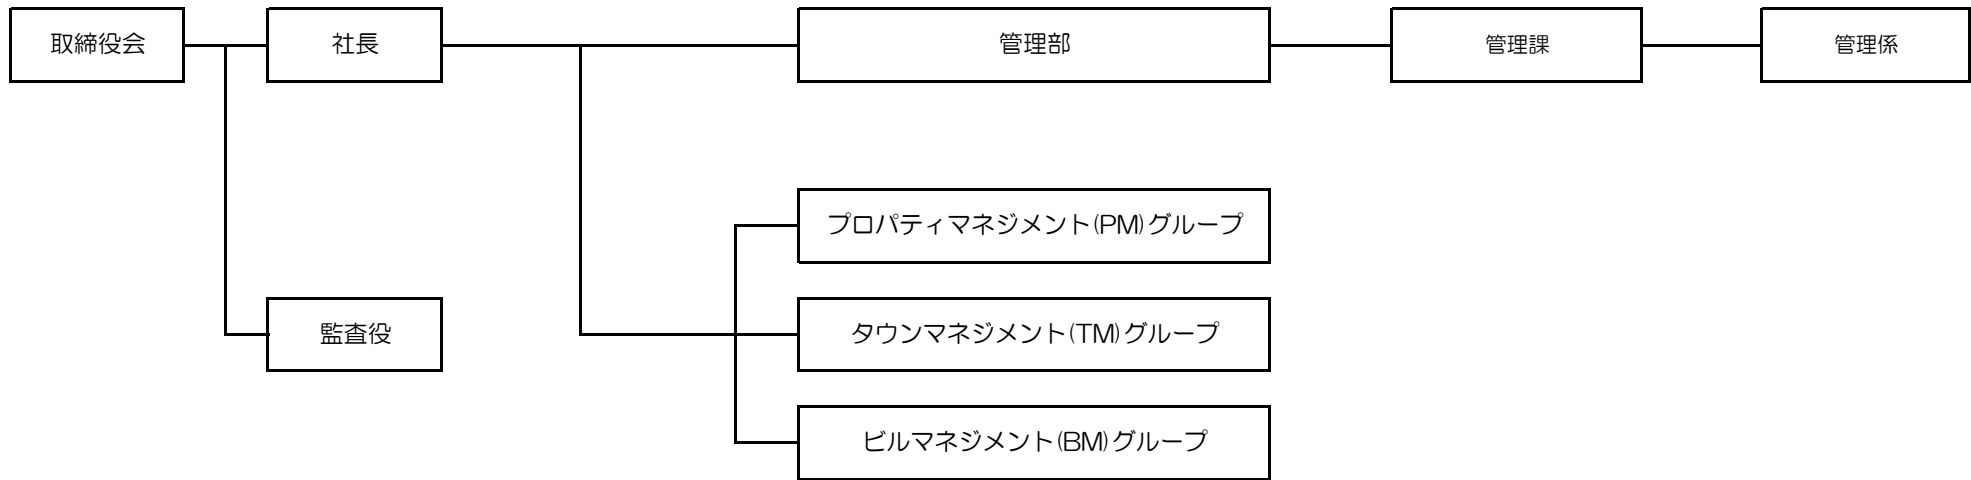 取締役会
社長
管理部
管理課
管理係
プロパティマネジメント(PM)グループ
監査役
タウンマネジメント(TM)グループ
ビルマネジメント(BM)グループ